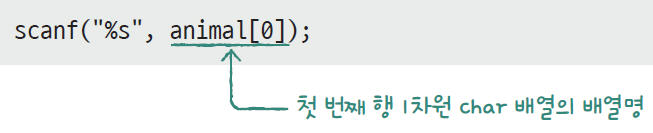 scanf("%s", animal[0]);
첫 번째 행 1차원 char 배열의 배열명